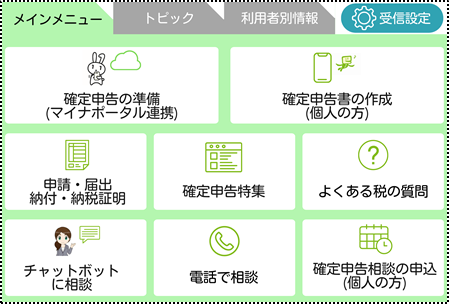 メインメニュー
トピック
利用者別情報
受信設定
確定申告の準備
(マイナポータル連携)
確定申告書の作成
(個人の方)
申請・届出
納付・納税証明
確定申告特集
よくある税の質問
チャットボット
に相談
電話で相談
確定申告相談の申込
(個人の方)